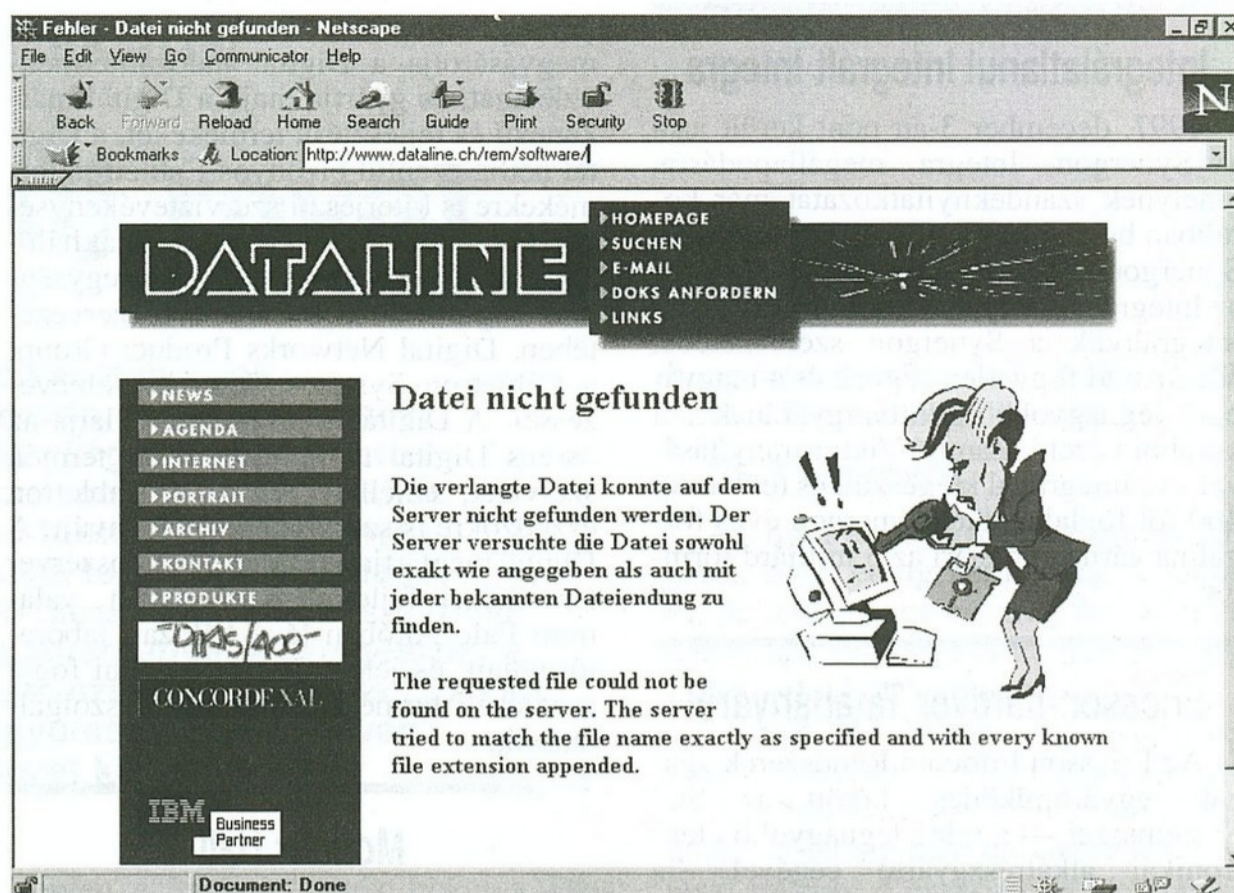 Fehler - Datei nicht gefunden - Netscape
File Edit View Go Communicator Help
Back Forward Reload Home Search Guide Print Security Stop
N
Bookmarks Location: http://www.dataline.ch/rem/software/
DATALINE
HOMEPAGE
SUCHEN
E-MAIL
DOKS ANFORDERN
LINKS
NEWS
AGENDA
INTERNET
PORTRAIT
ARCHIV
KONTAKT
PRODUKTE
CONCORDE XAL
IBM Business
Partner
Datei nicht gefunden
Die verlangte Datei konnte auf dem
Server nicht gefunden werden. Der
Server versuchte die Datei sowohl
exakt wie angegeben als auch mit
jeder bekannten Dateiendung zu
finden.
The requested file could not be
found on the server. The server
tried to match the file name exactly as specified and with every known
file extension appended.
Document: Done